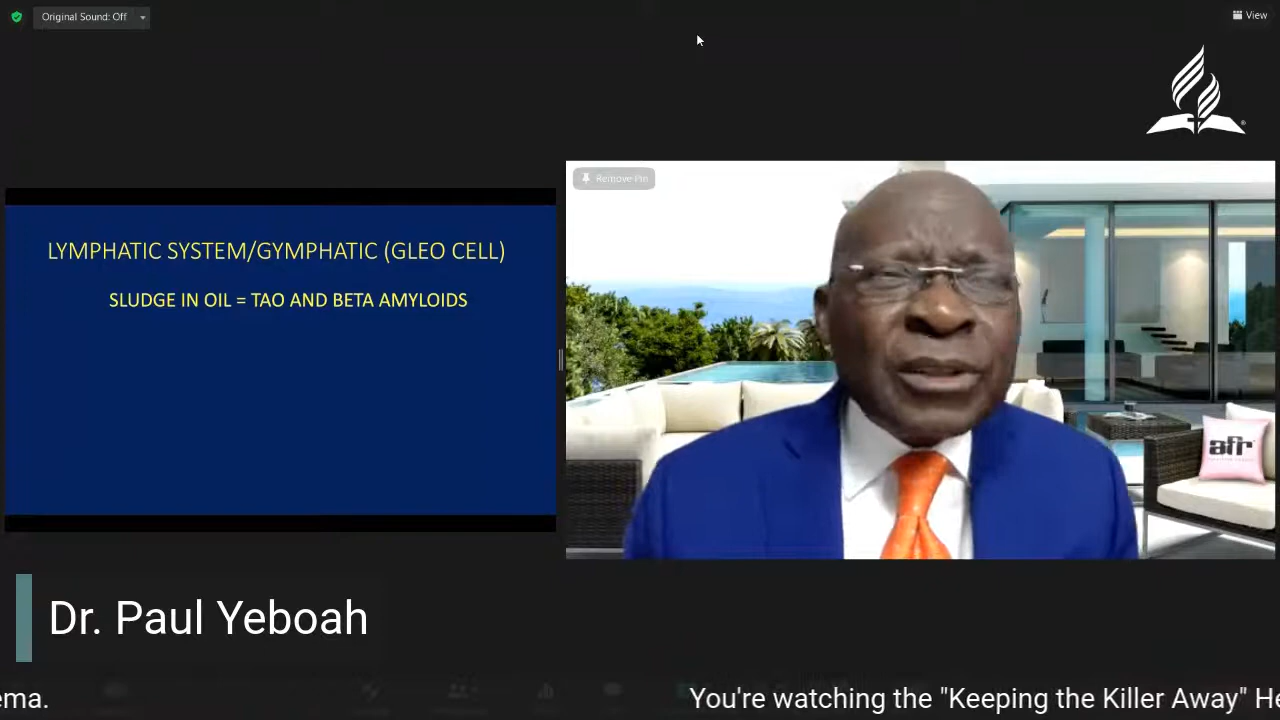 Original Sound: Off
View
Remove Pin
LYMPHATIC SYSTEM/GYMPHATIC (GLEO CELL)
SLUDGE IN OIL = TAO AND BETA AMYLOIDS
afr
Dr. Paul Yeboah
ema.
You're watching the "Keeping the Killer Away" He